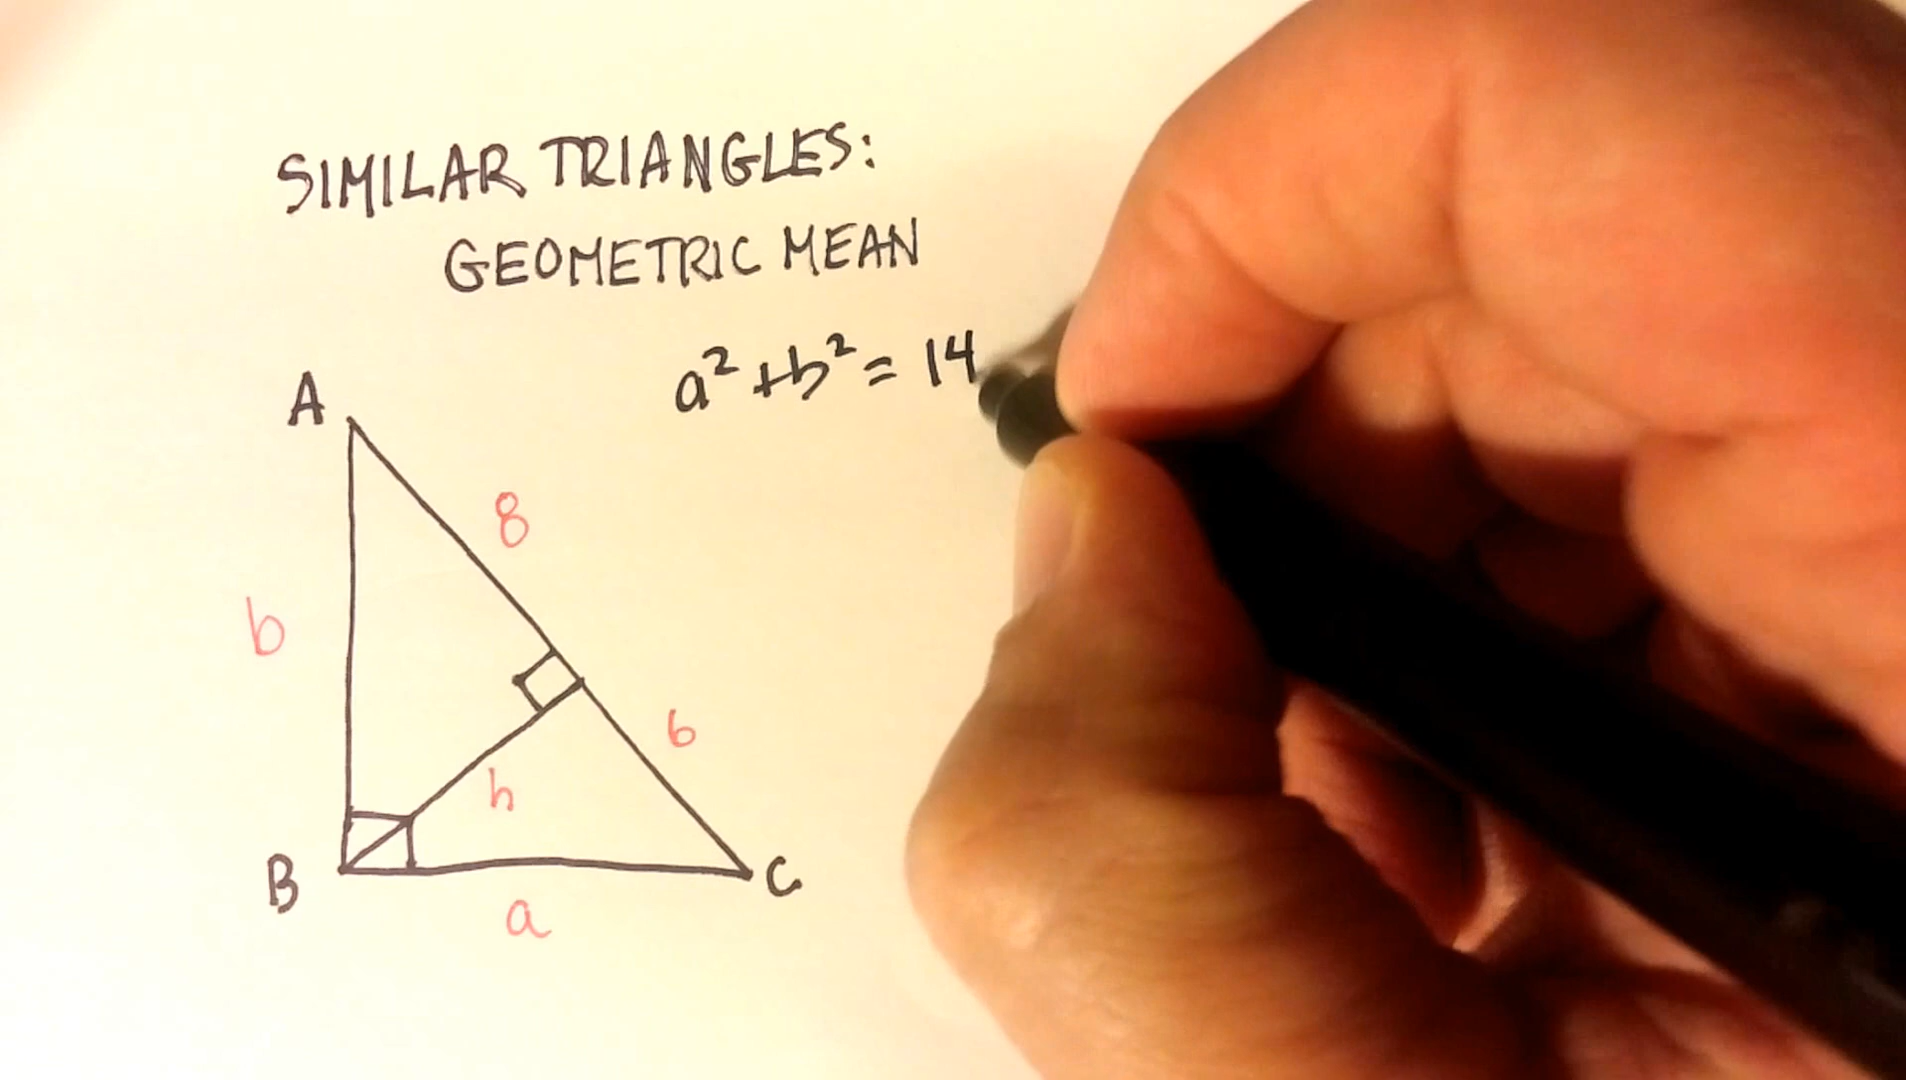 SIMILAR TRIANGLES:
GEOMETRIC MEAN
a² + b² = 14
A
8
b
6
h
B
C
a